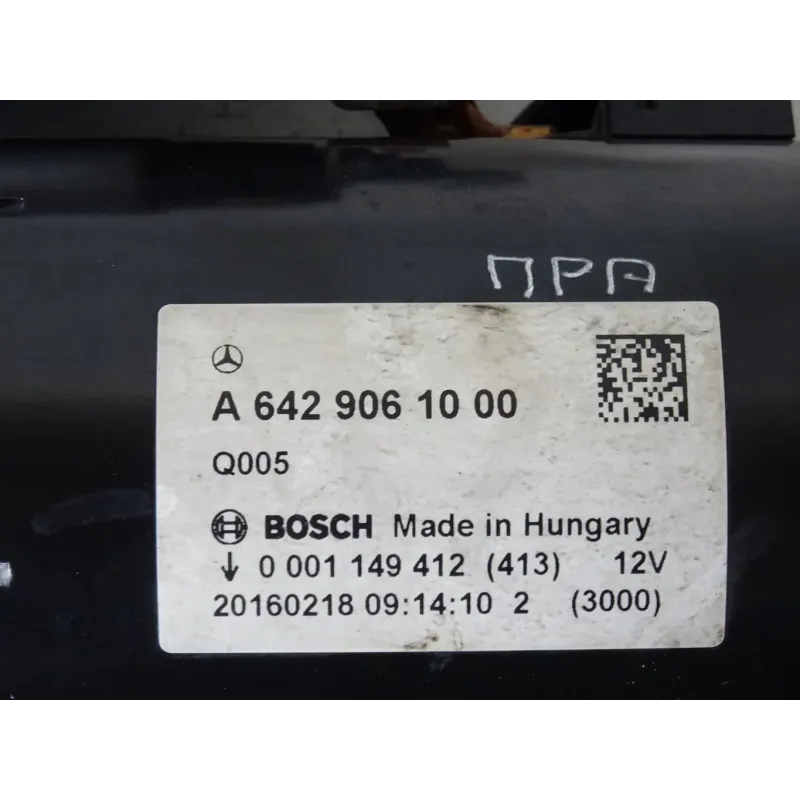 ПРА
A 642 906 10 00
Q005
BOSCH Made in Hungary
↓ 0 001 149 412 (413) 12V
20160218 09:14:10 2 (3000)